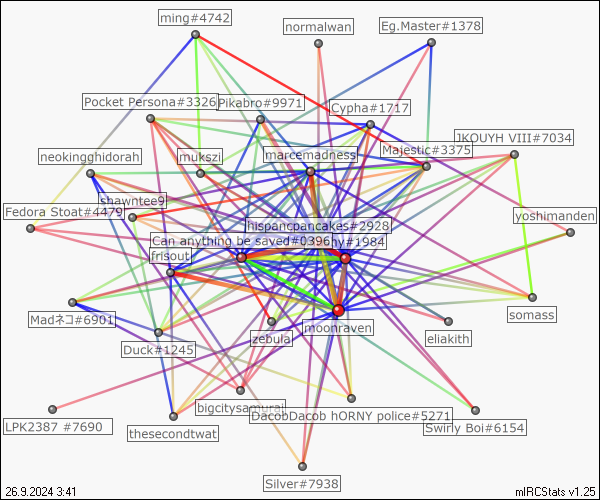 ming#4742
normalwan
Eg.Master#1378
Pocket Persona#3326
Pikabro#9971
Cypha#1717
JKOUYH VIII#7034
neokingghidorah
mukszi
marcemadness
Majestic#3375
shawntee9
Fedora Stoat#4479
yoshimanden
hispancpancakes#2928
Can anything be saved#0396
hy#1984
frisout
Madネコ#6901
somass
moonraven
zebula
eliakith
Duck#1245
bigcitysamurai
DacobDacob hORNY police#5271
LPK2387 #7690
thesecondtwat
Swirly Boi#6154
Silver#7938
26.9.2024 3:41
mIRCStats v1.25